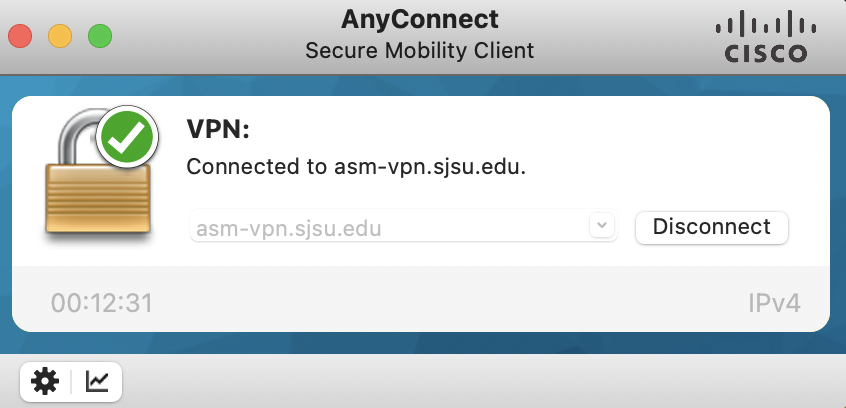 AnyConnect
Secure Mobility Client
CISCO
VPN:
Connected to asm-vpn.sjsu.edu.
asm-vpn.sjsu.edu
Disconnect
00:12:31
IPv4